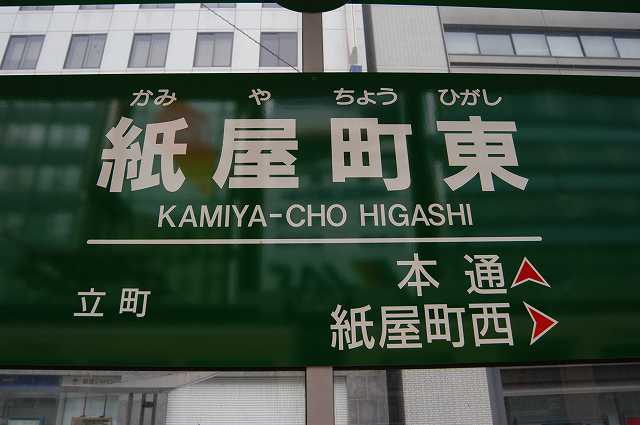 かみ や ちょう ひがし
紙屋町東
KAMIYA-CHO HIGASHI
本通
立町
紙屋町西